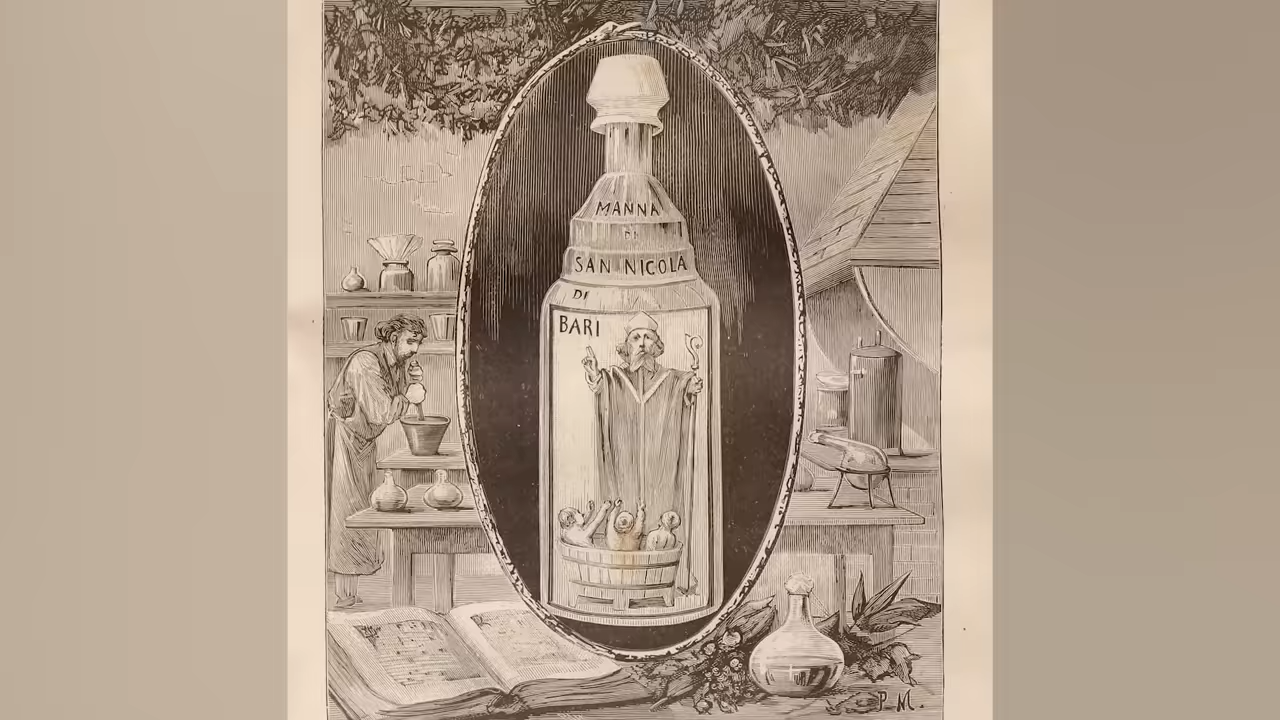 MANNA
DI
SAN NICOLA
DI
BARI
P. M.